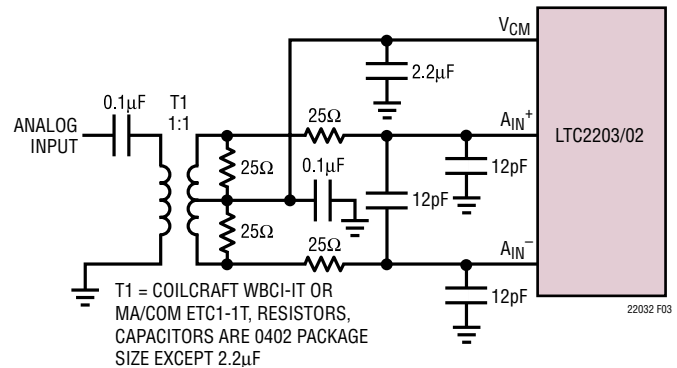 VCM
2.2µF
0.1µF
T1
1:1
ANALOG
INPUT
25Ω
AIN+
LTC2203/02
25Ω
0.1µF
12pF
12pF
25Ω
25Ω
AIN–
12pF
T1 = COILCRAFT WBCI-IT OR
MA/COM ETC1-1T, RESISTORS,
CAPACITORS ARE 0402 PACKAGE
SIZE EXCEPT 2.2µF
22032 F03